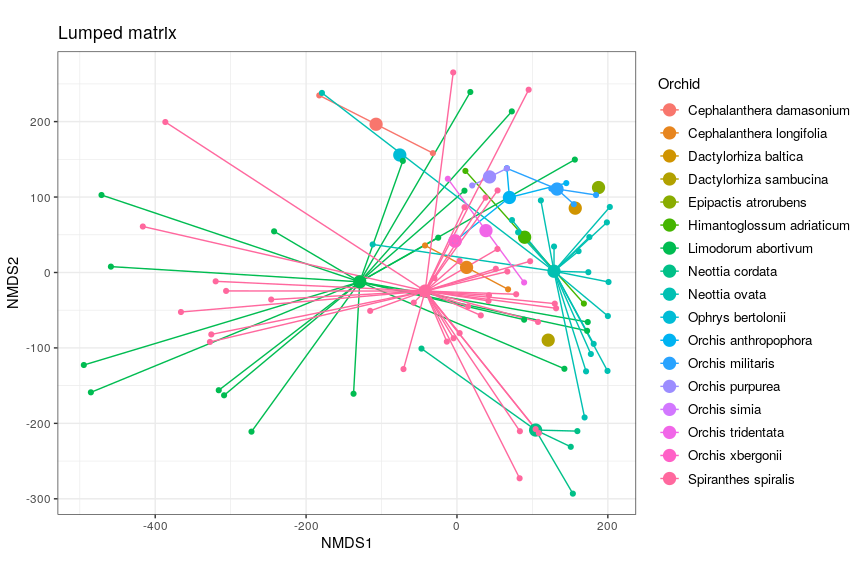 Lumped matrix
200
100
0
-100
-200
-300
NMDS2
-400
-200
0
200
NMDS1
Orchid
Cephalanthera damasonium
Cephalanthera longifolia
Dactylorhiza baltica
Dactylorhiza sambucina
Epipactis atrorubens
Himantoglossum adriaticum
Limodorum abortivum
Neottia cordata
Neottia ovata
Ophrys bertolonii
Orchis anthropophora
Orchis militaris
Orchis purpurea
Orchis simia
Orchis tridentata
Orchis xbergonii
Spiranthes spiralis